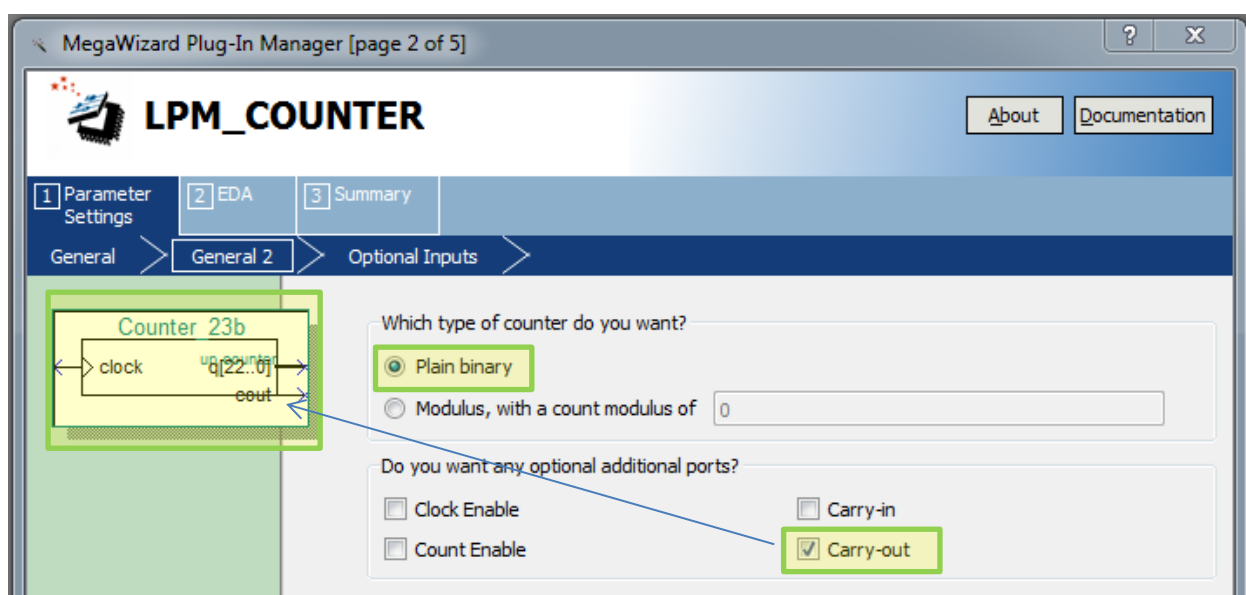 MegaWizard Plug-In Manager [page 2 of 5]
?
LPM_COUNTER
About
Documentation
1 Parameter Settings
2 EDA
3 Summary
General
General 2
Optional Inputs
Counter_23b
up counter
clock
q[22..0]
cout
Which type of counter do you want?
Plain binary
Modulus, with a count modulus of 0
Do you want any optional additional ports?
Clock Enable
Carry-in
Count Enable
Carry-out